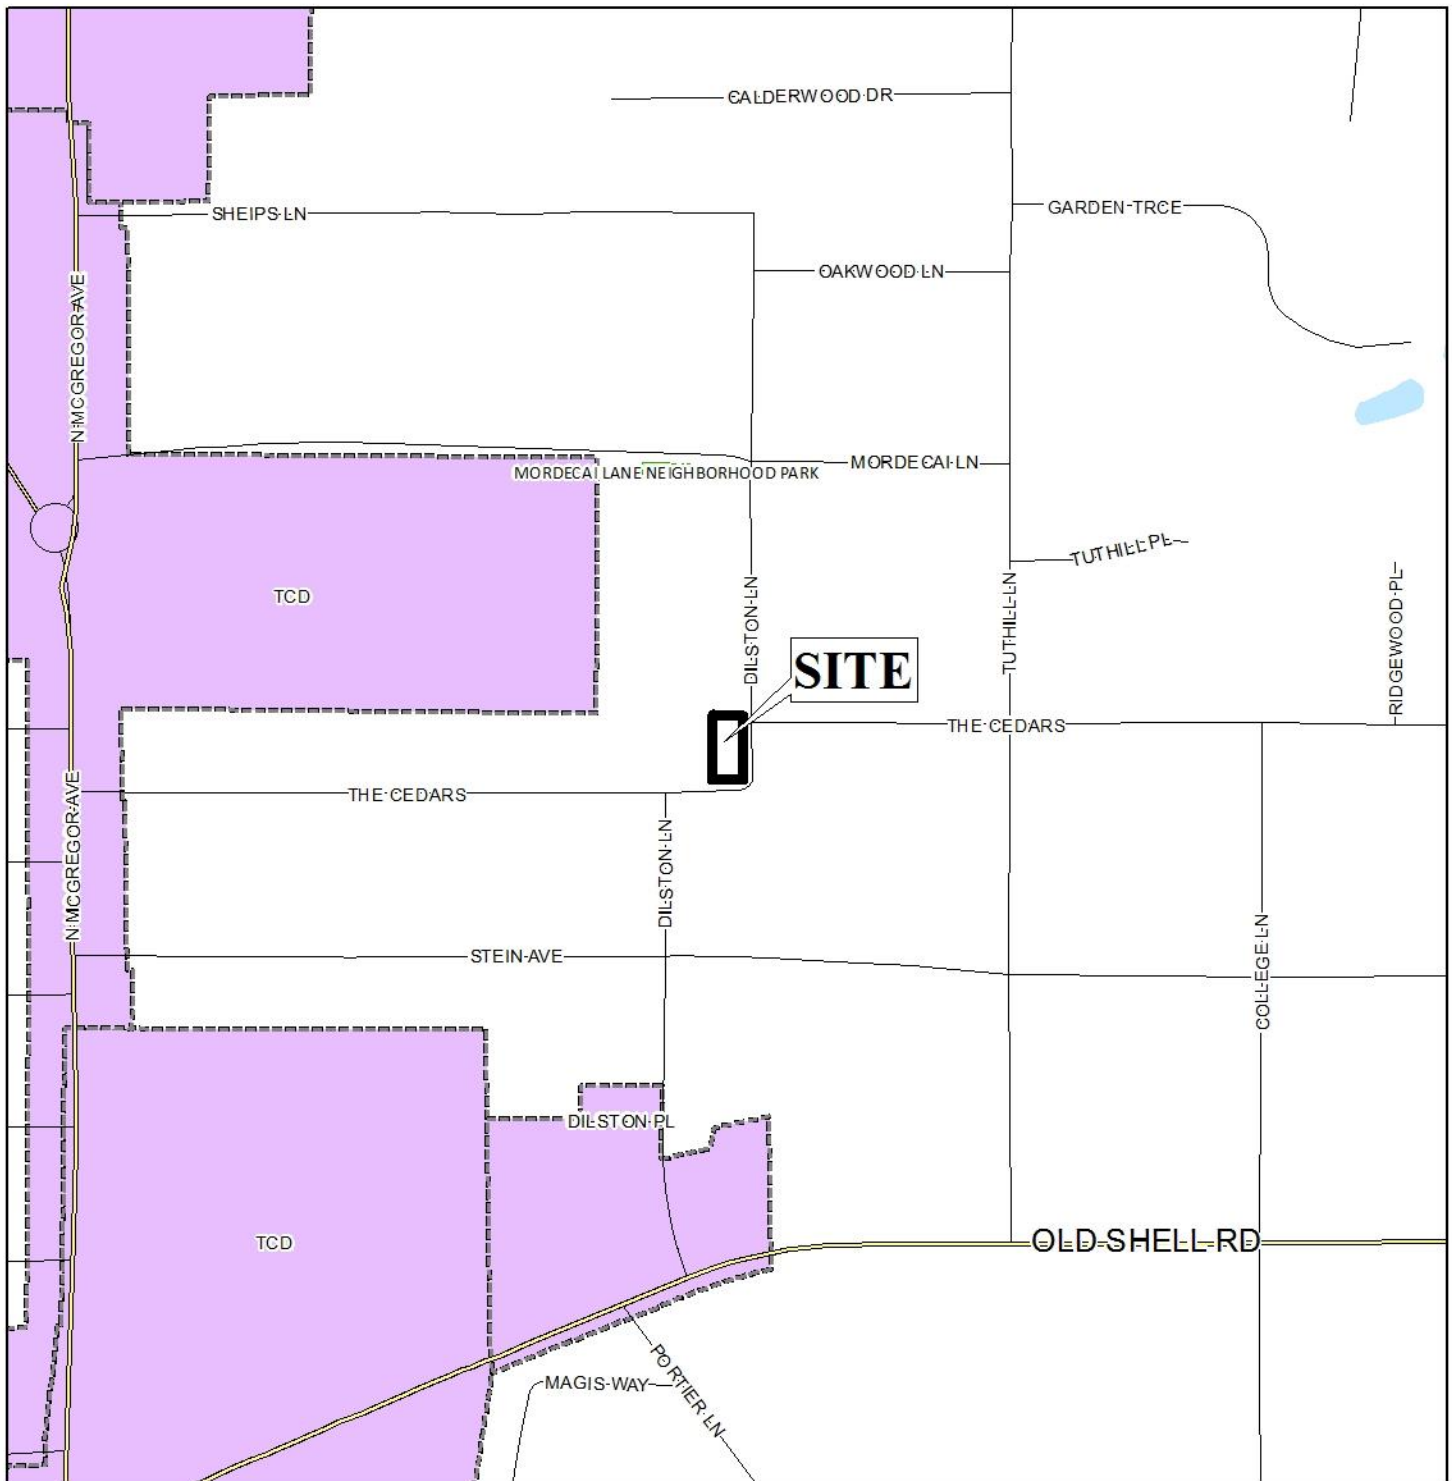 CALDERWOOD DR
SHEIPS LN
GARDEN TRCE
OAKWOOD LN
N MCGREGOR AVE
MORDECAI LN
MORDECAI LANE NEIGHBORHOOD PARK
TUTHILL PL
TCD
DILSTON LN
TUTHILL LN
RIDGEWOOD PL
SITE
THE CEDARS
THE CEDARS
N MCGREGOR AVE
DILSTON LN
STEIN AVE
COLLEGE LN
DILSTON PL
TCD
OLD SHELL RD
PORTIER LN
MAGIS WAY